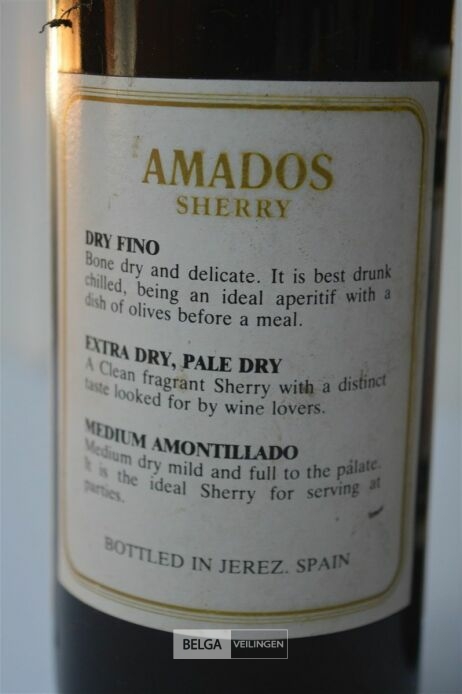 AMADOS
SHERRY
DRY FINO
Bone dry and delicate. It is best drunk
chilled, being an ideal aperitif with a
dish of olives before a meal.
EXTRA DRY, PALE DRY
A Clean fragrant Sherry with a distinct
taste looked for by wine lovers.
MEDIUM AMONTILLADO
Medium dry mild and full to the palate.
It is the ideal Sherry for serving at
parties.
BOTTLED IN JEREZ. SPAIN
BELGA VEILINGEN